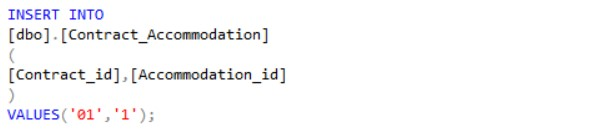 INSERT INTO
[dbo].[Contract_Accommodation]
(
[Contract_id],[Accommodation_id]
)
VALUES('01','1');